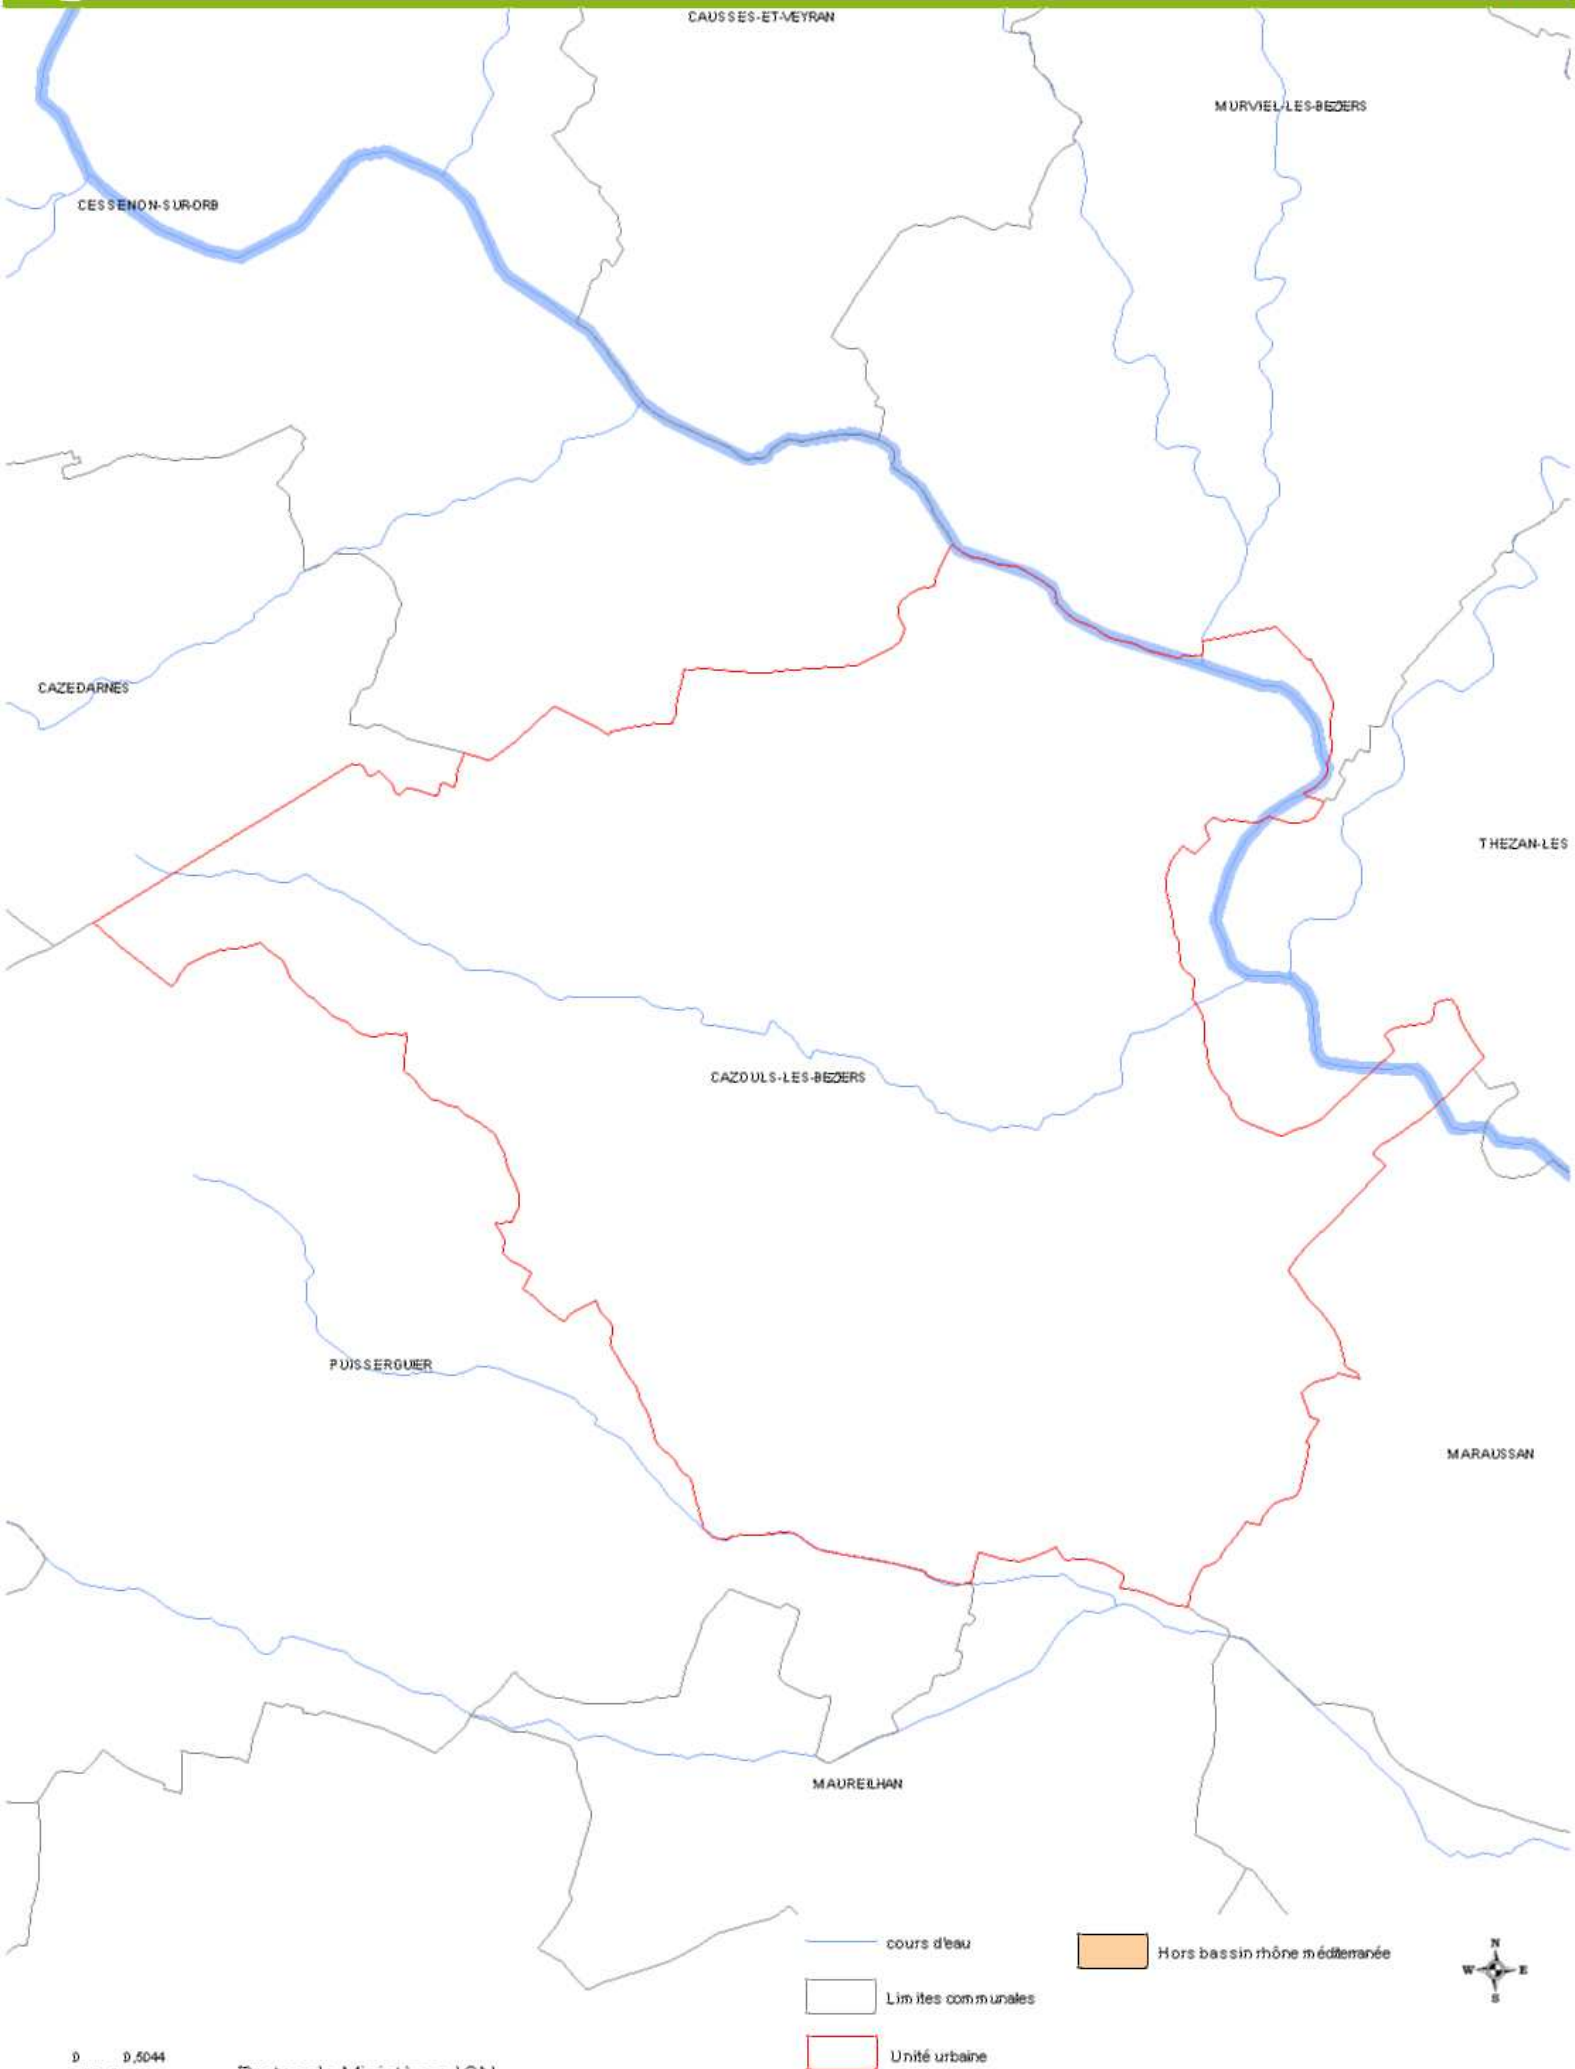 CAUSSES-ET-VEYRAN
MURVIEL-LES-BEZIERS
CESSENON-SUR-ORB
CAZEDARNES
THEZAN-LES
CAZOULS-LES-BEZIERS
PUISSERGUIER
MARAUSSAN
MAUREILHAN
cours d'eau
Hors bassin rhône méditerranée
Limites communales
Unité urbaine
N
W E
S
0 0,5044